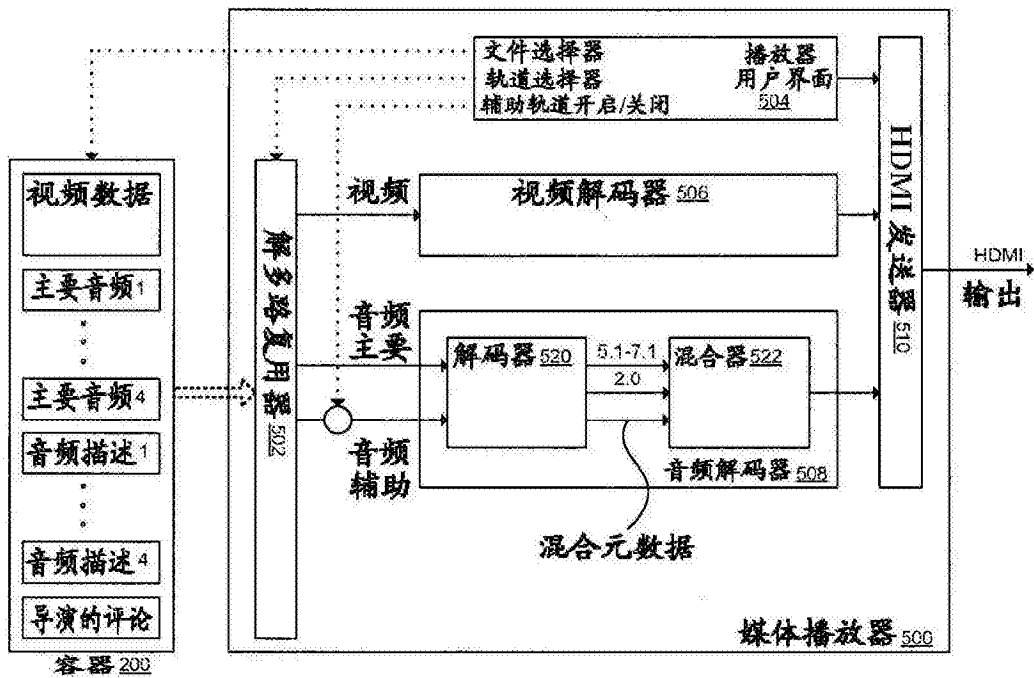 文件选择器
轨道选择器
辅助轨道开启/关闭
播放器
用户界面
504
视频数据
主要音频1
主要音频4
音频描述1
音频描述4
导演的评论
容器 200
解多路复用器 502
视频
视频解码器 506
音频
主要
音频
辅助
解码器 520
5.1-7.1
2.0
混合器 522
音频解码器 508
混合元数据
HDMI发送器 510
HDMI
输出
媒体播放器 500